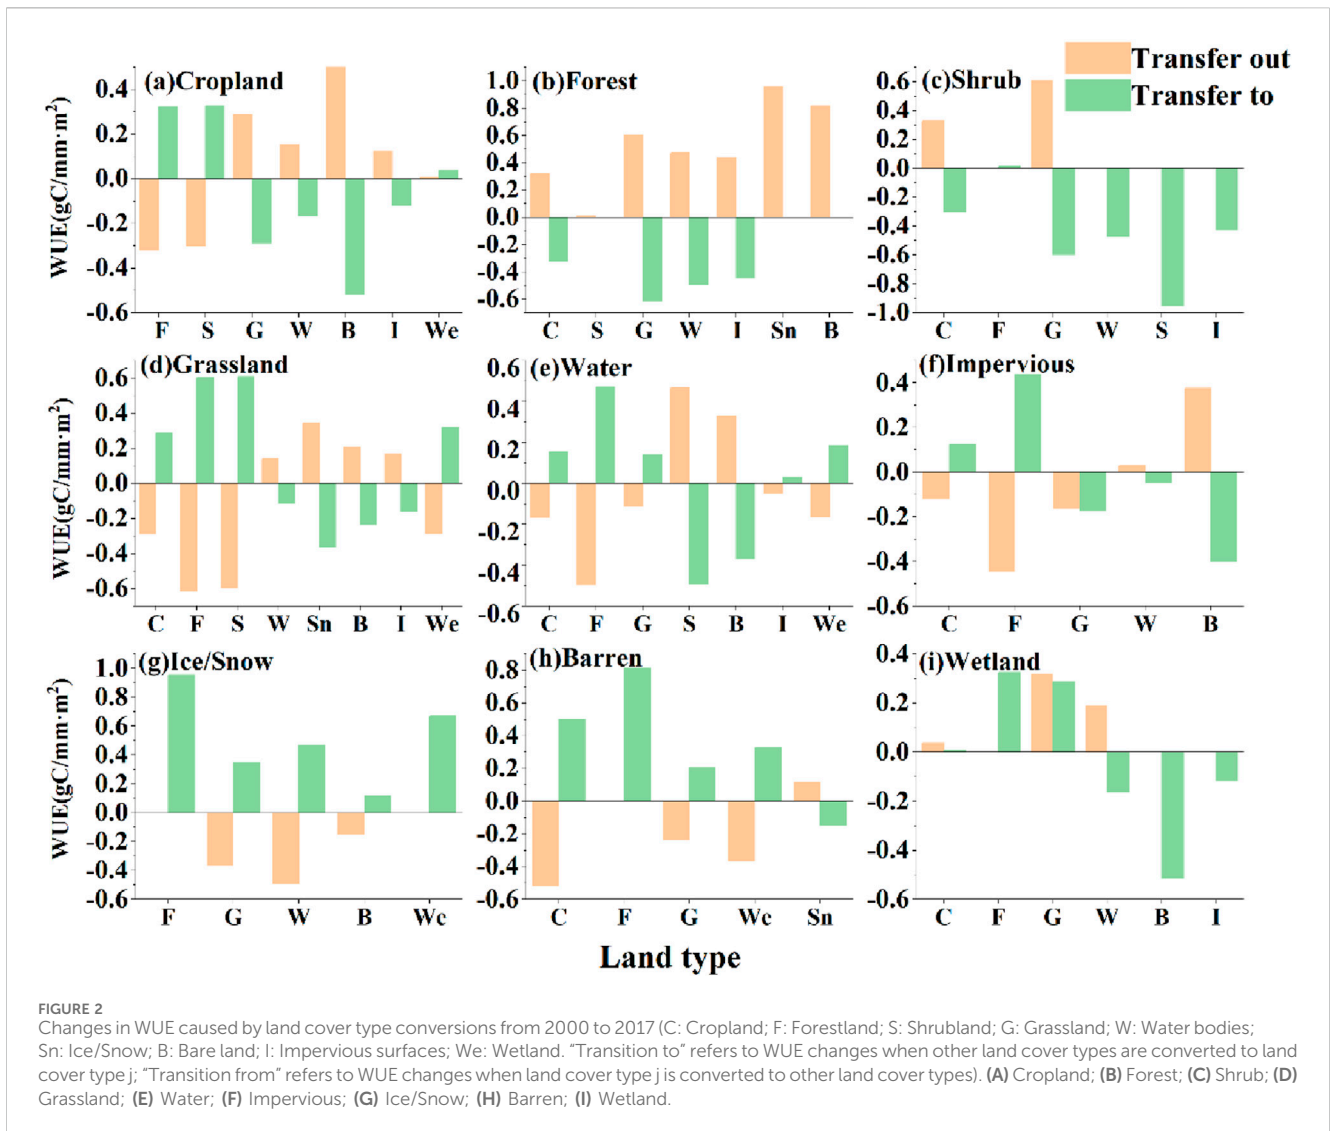 Transfer out
Transfer to
(a)Cropland
WUE(gC/mm·m²)
0.4
0.2
0.0
-0.2
-0.4
-0.6
F S G W B I We
(b)Forest
1.0
0.8
0.6
0.4
0.2
0.0
-0.2
-0.4
-0.6
C S G W I Sn B
(c)Shrub
0.6
0.4
0.2
0.0
-0.2
-0.4
-0.6
-0.8
-1.0
C F G W S I
(d)Grassland
WUE(gC/mm·m²)
0.6
0.4
0.2
0.0
-0.2
-0.4
-0.6
C F S W Sn B I We
(e)Water
0.6
0.4
0.2
0.0
-0.2
-0.4
-0.6
C F G S B I We
(f)Impervious
0.4
0.2
0.0
-0.2
-0.4
-0.6
C F G W B
(g)Ice/Snow
WUE(gC/mm·m²)
1.0
0.8
0.6
0.4
0.2
0.0
-0.2
-0.4
-0.6
F G W B Wc
(h)Barren
0.8
0.6
0.4
0.2
0.0
-0.2
-0.4
-0.6
C F G Wc Sn
(i)Wetland
0.4
0.2
0.0
-0.2
-0.4
-0.6
C F G W B I
Land type
FIGURE 2
Changes in WUE caused by land cover type conversions from 2000 to 2017 (C: Cropland; F: Forestland; S: Shrubland; G: Grassland; W: Water bodies;
Sn: Ice/Snow; B: Bare land; I: Impervious surfaces; We: Wetland. "Transition to" refers to WUE changes when other land cover types are converted to land
cover type j; "Transition from" refers to WUE changes when land cover type j is converted to other land cover types). (A) Cropland; (B) Forest; (C) Shrub; (D)
Grassland; (E) Water; (F) Impervious; (G) Ice/Snow; (H) Barren; (I) Wetland.